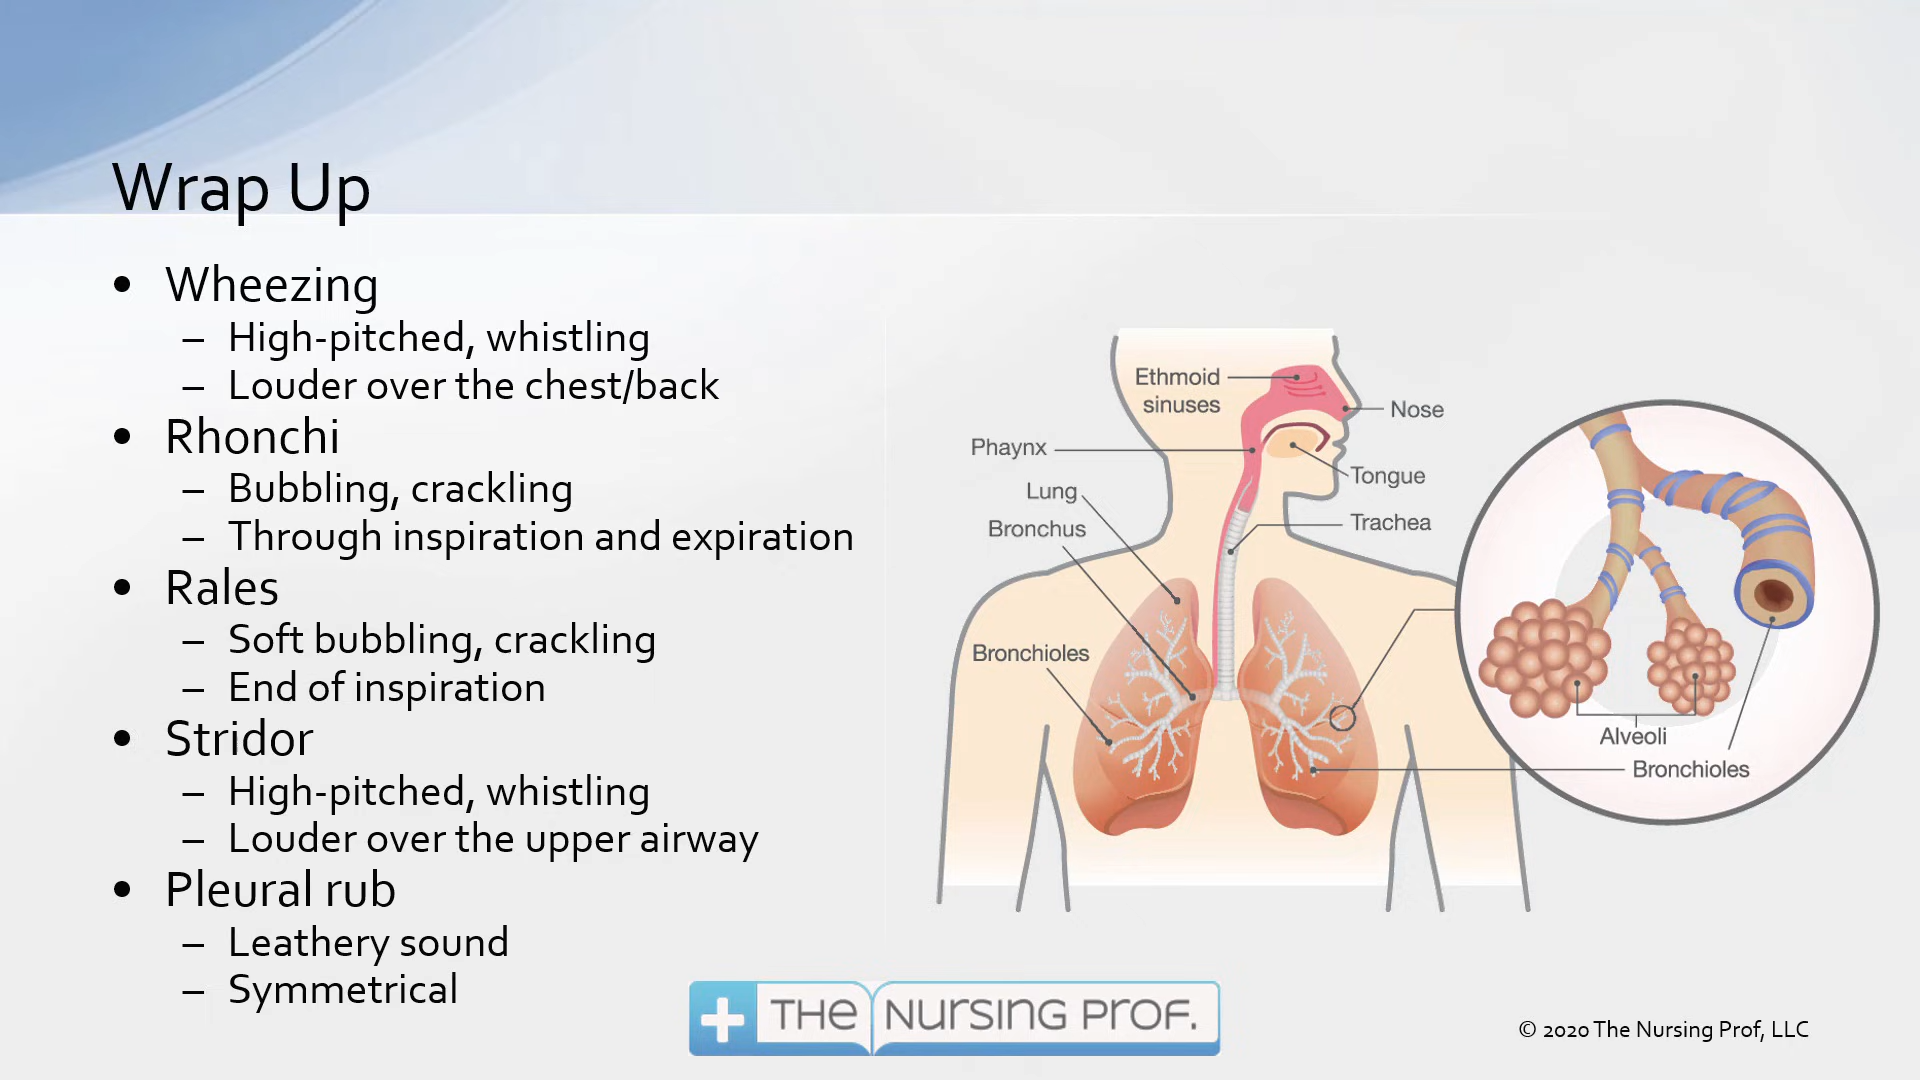 Wrap Up
• Wheezing
– High-pitched, whistling
– Louder over the chest/back
• Rhonchi
– Bubbling, crackling
– Through inspiration and expiration
• Rales
– Soft bubbling, crackling
– End of inspiration
• Stridor
– High-pitched, whistling
– Louder over the upper airway
• Pleural rub
– Leathery sound
– Symmetrical
Ethmoid
sinuses
Nose
Phaynx
Tongue
Lung
Trachea
Bronchus
Bronchioles
Alveoli
Bronchioles
THE NURSING PROF.
© 2020 The Nursing Prof, LLC